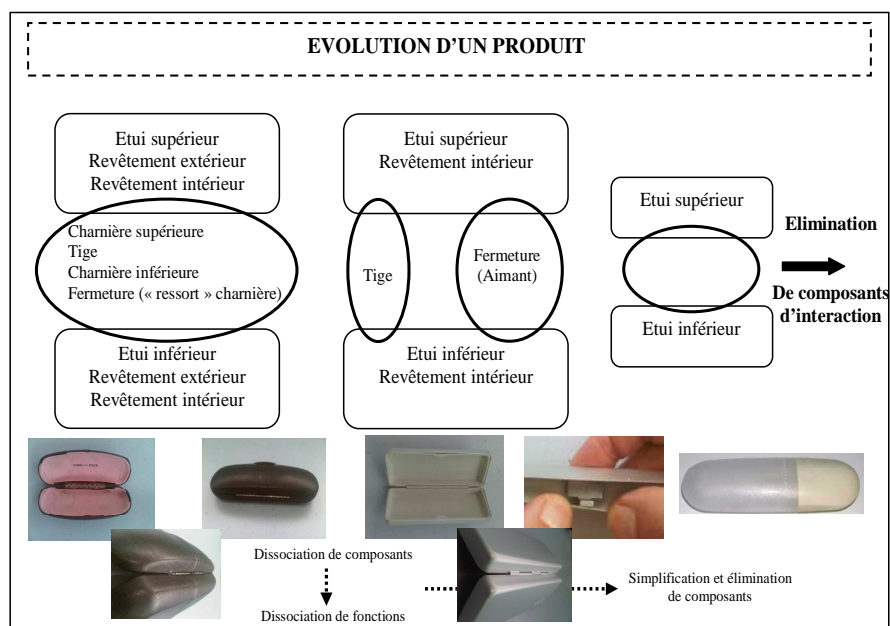 EVOLUTION D'UN PRODUIT
Etui supérieur
Revêtement extérieur
Revêtement intérieur
Charnière supérieure
Tige
Charnière inférieure
Fermeture (« ressort » charnière)
Etui inférieur
Revêtement extérieur
Revêtement intérieur
Etui supérieur
Revêtement intérieur
Tige
Fermeture
(Aimant)
Etui inférieur
Revêtement intérieur
Etui supérieur
Etui inférieur
Elimination
De composants
d'interaction
Dissociation de composants
Dissociation de fonctions
Simplification et élimination
de composants